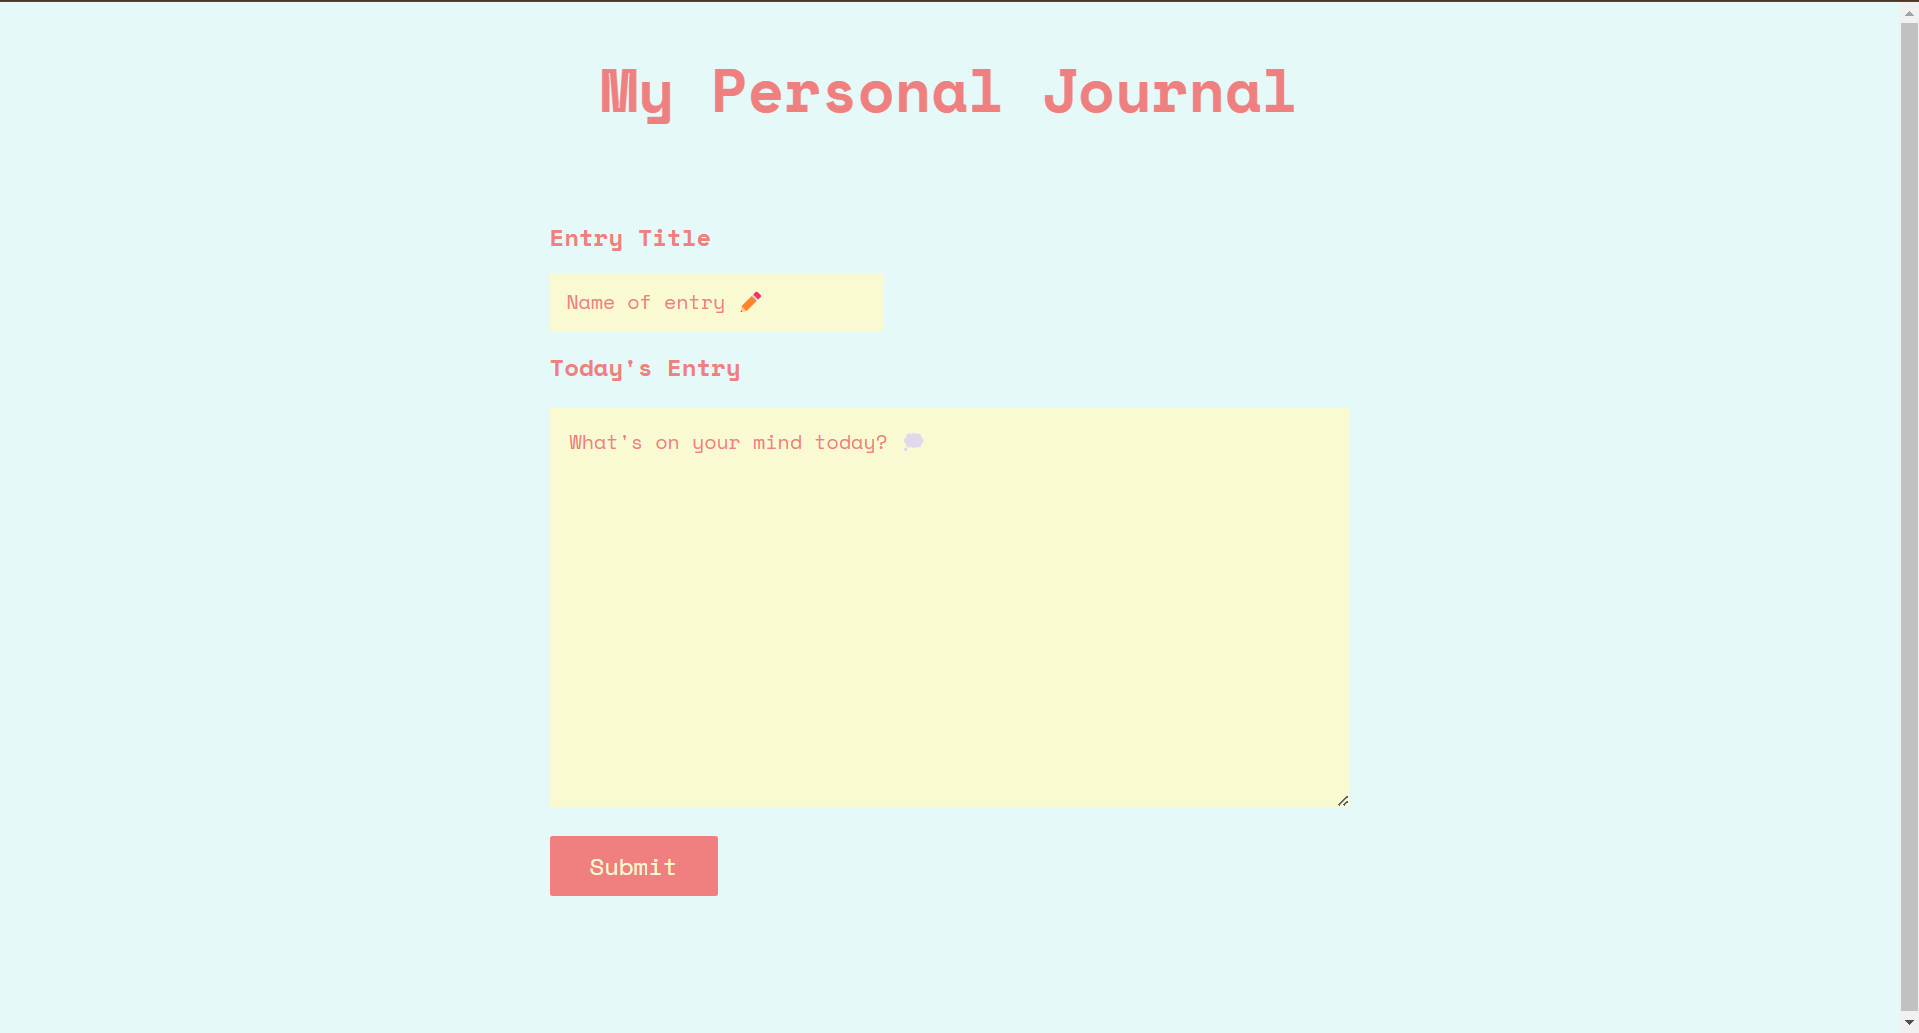 My Personal Journal
Entry Title
Name of entry ✏️
Today's Entry
What's on your mind today? 💭
Submit